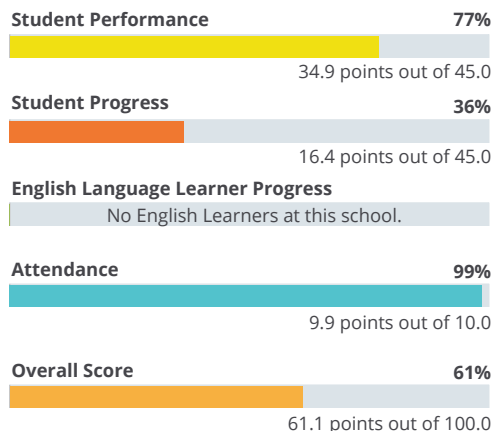 Student Performance 77%
34.9 points out of 45.0
Student Progress 36%
16.4 points out of 45.0
English Language Learner Progress
No English Learners at this school.
Attendance 99%
9.9 points out of 10.0
Overall Score 61%
61.1 points out of 100.0